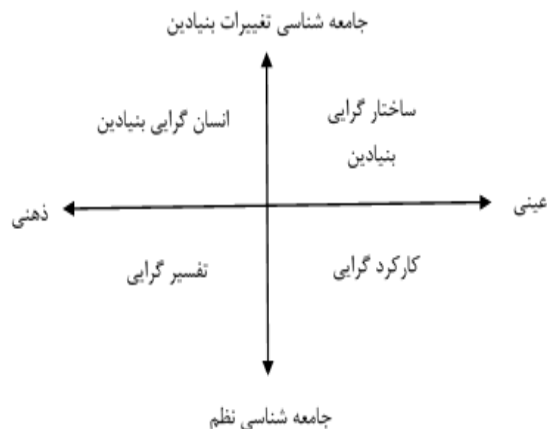 جامعه شناسی تغییرات بنیادین
ساختار گرایی
بنیادین
انسان گرایی بنیادین
عینی
ذهنی
کارکرد گرایی
تفسیر گرایی
جامعه شناسی نظم